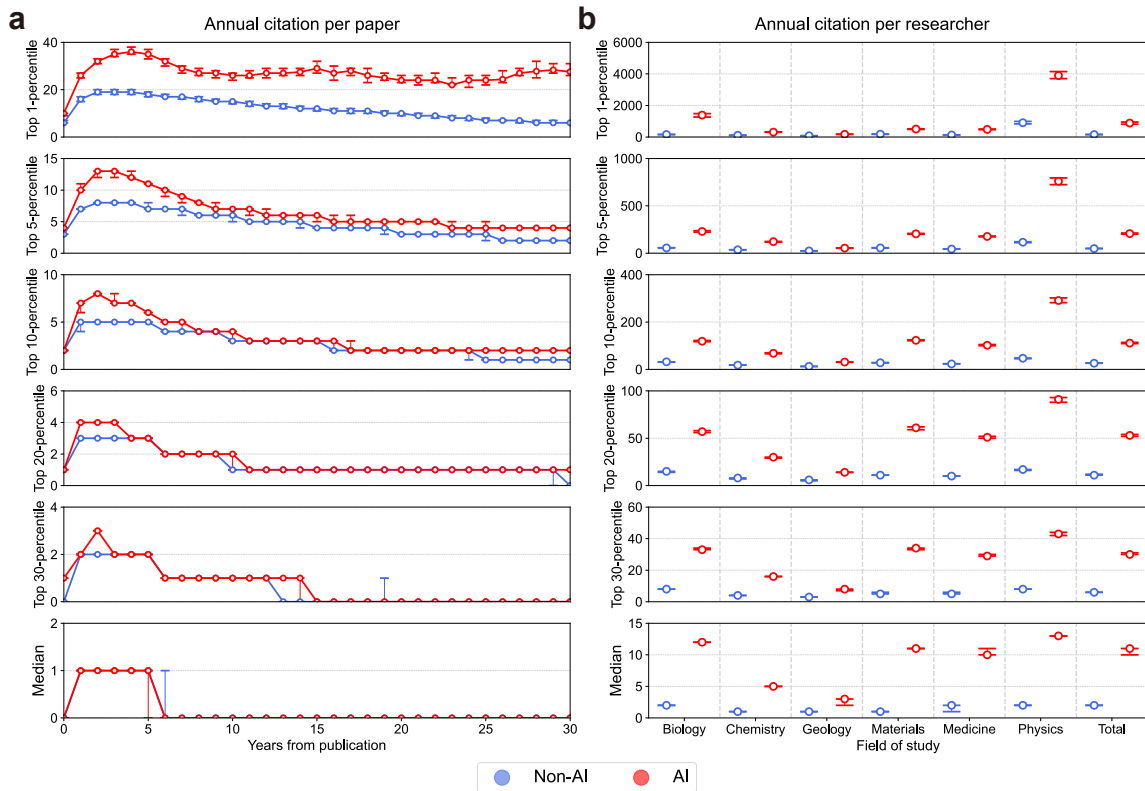 a
Annual citation per paper
Top 1-percentile
40
20
0
Top 5-percentile
15
10
5
0
Top 10-percentile
10
5
0
Top 20-percentile
6
4
2
0
Top 30-percentile
4
2
0
Median
2
1
0
0 5 10 15 20 25 30
Years from publication
b
Annual citation per researcher
Top 1-percentile
6000
4000
2000
0
Top 5-percentile
1000
500
0
Top 10-percentile
400
200
0
Top 20-percentile
100
50
0
Top 30-percentile
60
40
20
0
Median
15
10
5
0
Biology Chemistry Geology Materials Medicine Physics Total
Field of study
Non-AI AI